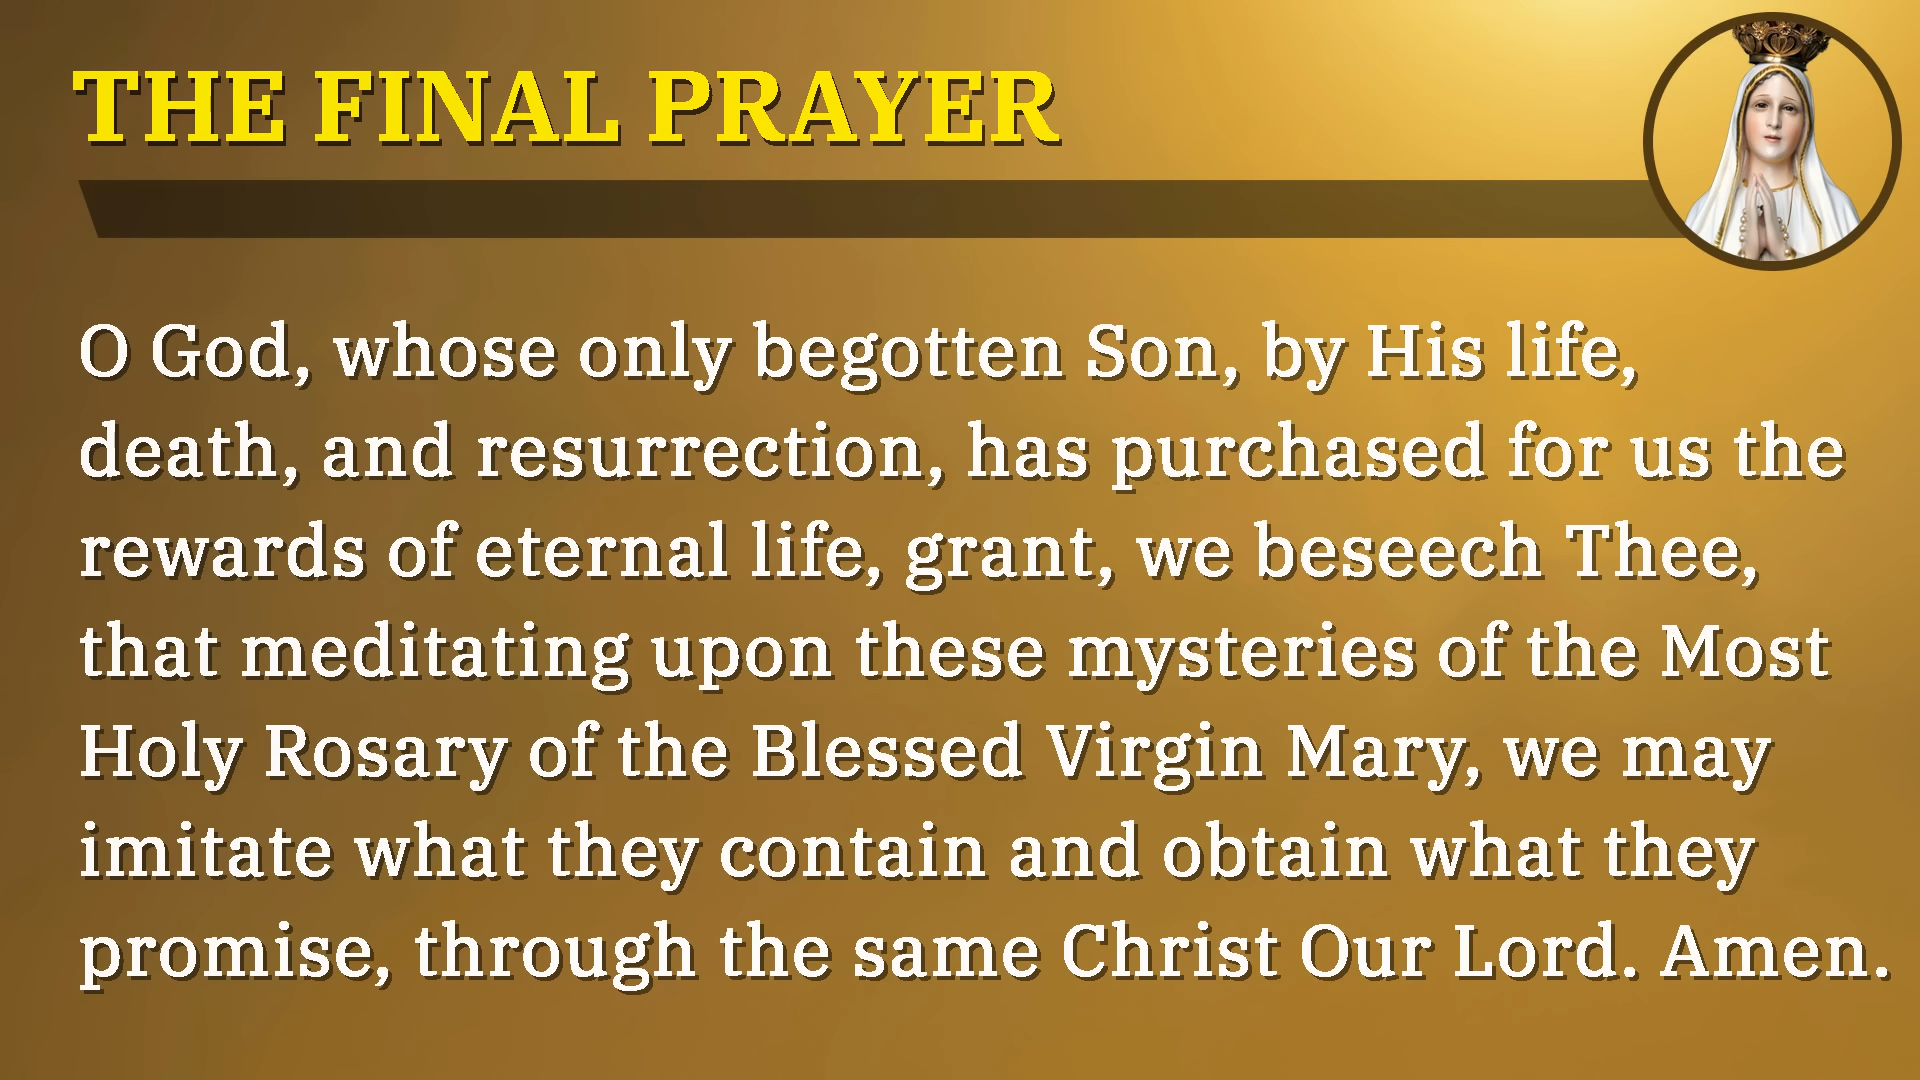 THE FINAL PRAYER
O God, whose only begotten Son, by His life,
death, and resurrection, has purchased for us the
rewards of eternal life, grant, we beseech Thee,
that meditating upon these mysteries of the Most
Holy Rosary of the Blessed Virgin Mary, we may
imitate what they contain and obtain what they
promise, through the same Christ Our Lord. Amen.